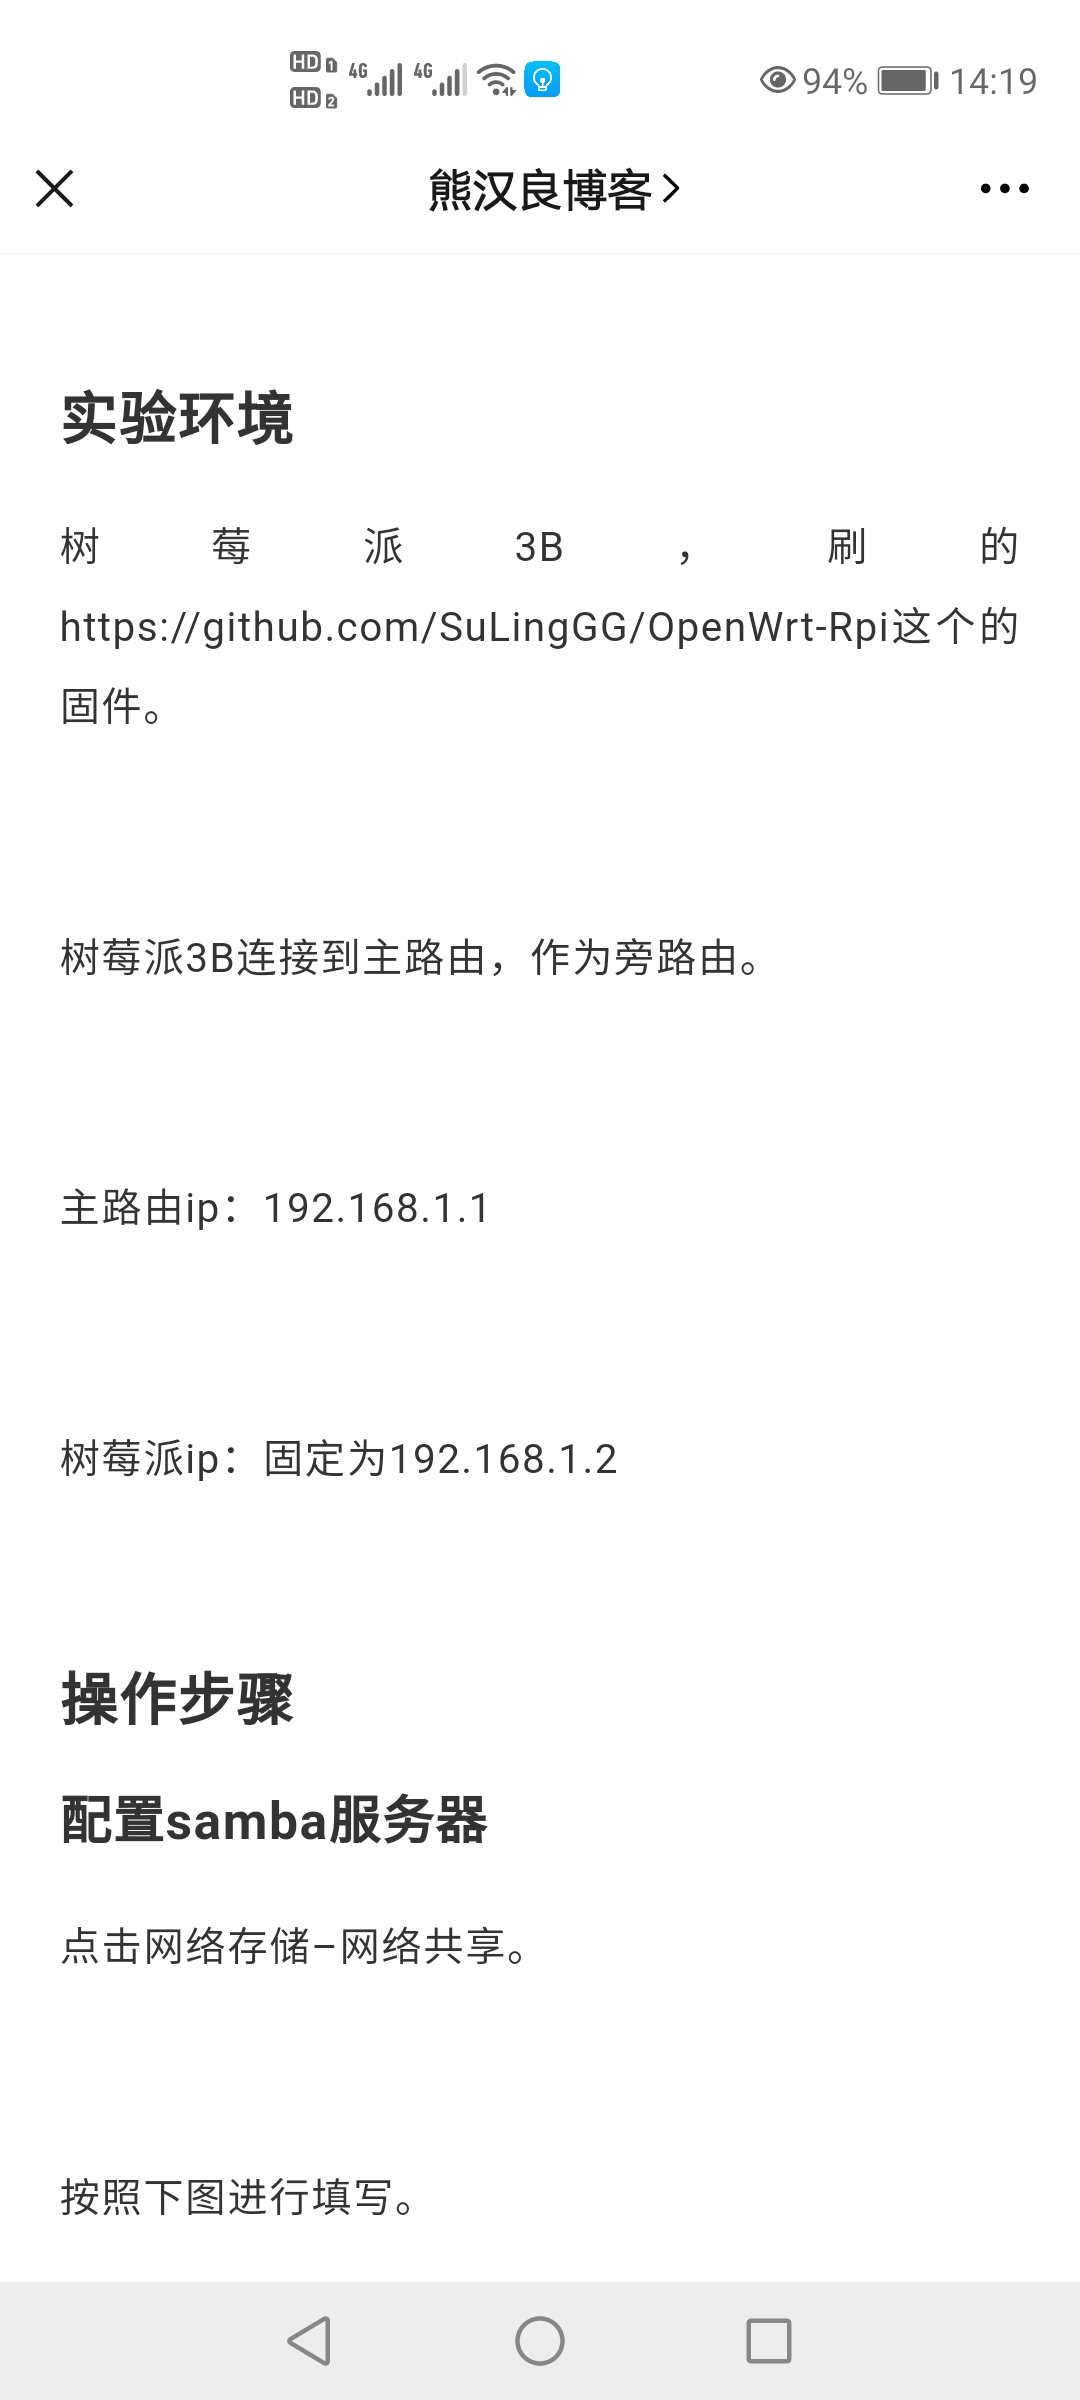 HD 1 4G 4G 94% 14:19
HD 2
熊汉良博客
实验环境
树莓派3B，刷的
https://github.com/SuLingGG/OpenWrt-Rpi这个的
固件。
树莓派3B连接到主路由，作为旁路由。
主路由ip：192.168.1.1
树莓派ip：固定为192.168.1.2
操作步骤
配置samba服务器
点击网络存储–网络共享。
按照下图进行填写。